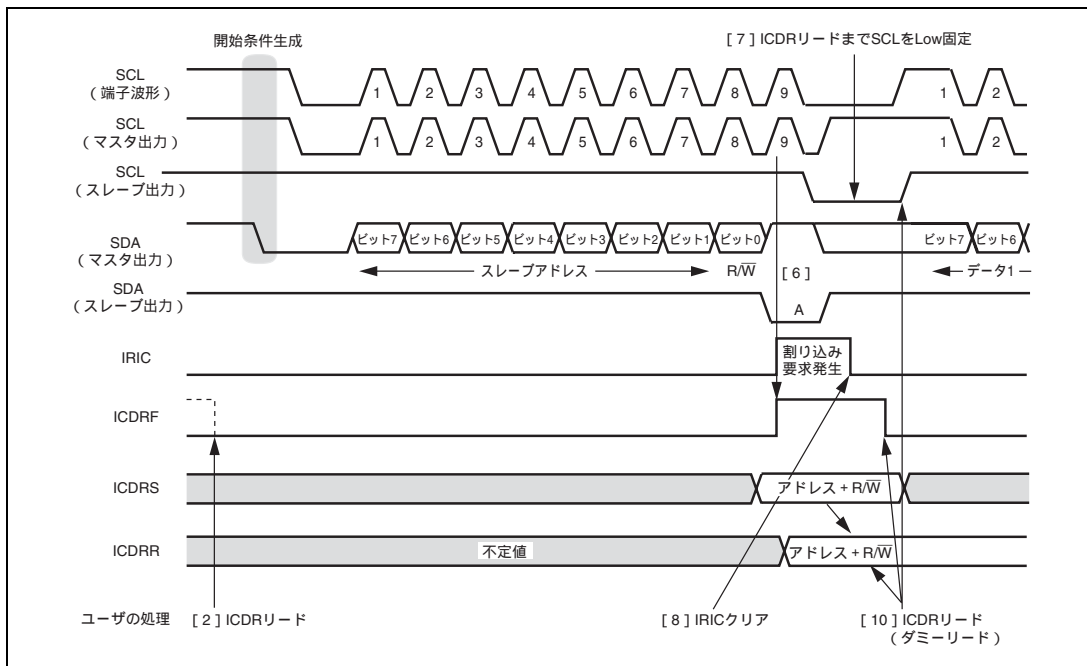 開始条件生成
[ 7 ] ICDRリードまでSCLをLow固定
SCL
( 端子波形 )
1 2 3 4 5 6 7 8 9 1 2
SCL
( マスタ出力 )
1 2 3 4 5 6 7 8 9 1 2
SCL
( スレーブ出力 )
SDA
( マスタ出力 )
ビット7 ビット6 ビット5 ビット4 ビット3 ビット2 ビット1 ビット0 ビット7 ビット6
スレーブアドレス R/W̅ [ 6 ] データ1
SDA
( スレーブ出力 )
A
IRIC
割り込み
要求発生
ICDRF
ICDRS
アドレス + R/W̅
ICDRR
不定値
アドレス + R/W̅
ユーザの処理 [ 2 ] ICDRリード [ 8 ] IRICクリア [ 10 ] ICDRリード
( ダミーリード )